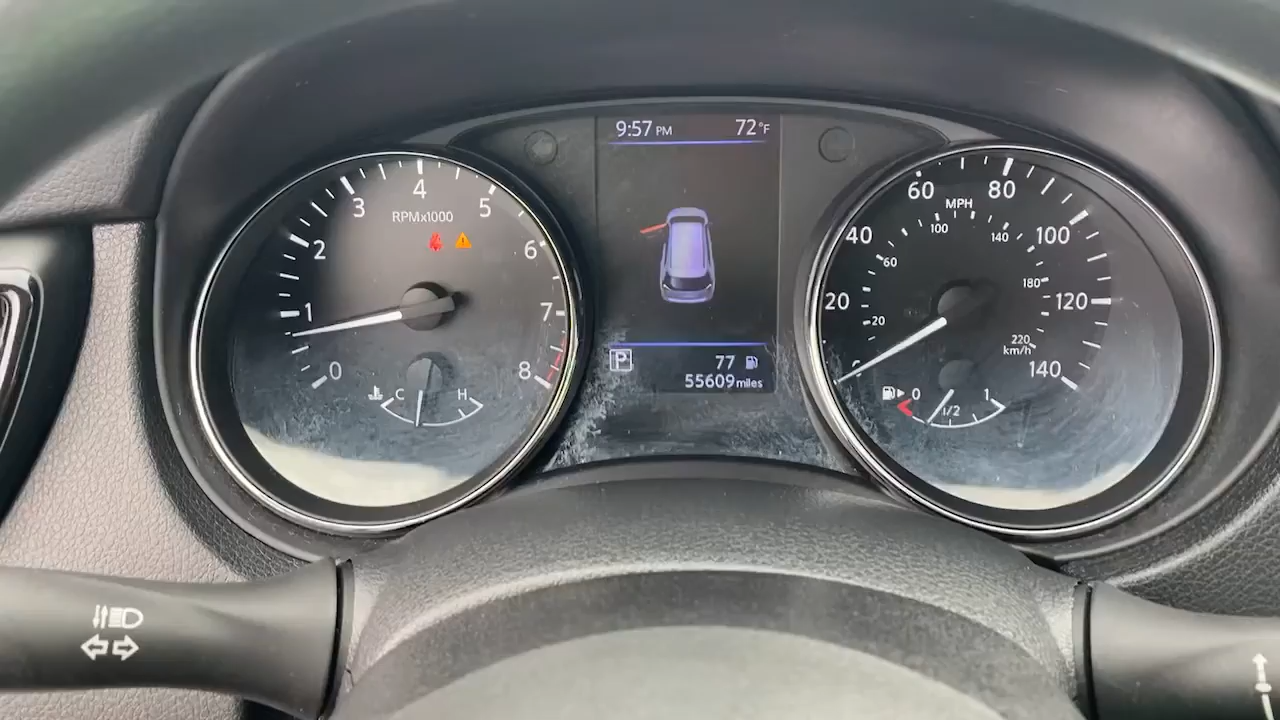 9:57 PM 72°F
0 1 2 3 4 5 6 7 8
RPMx1000
C H
P
77
55609 miles
20 40 60 80 100 120 140
MPH
20 60 100 140 180 220
km/h
0 1/2 1